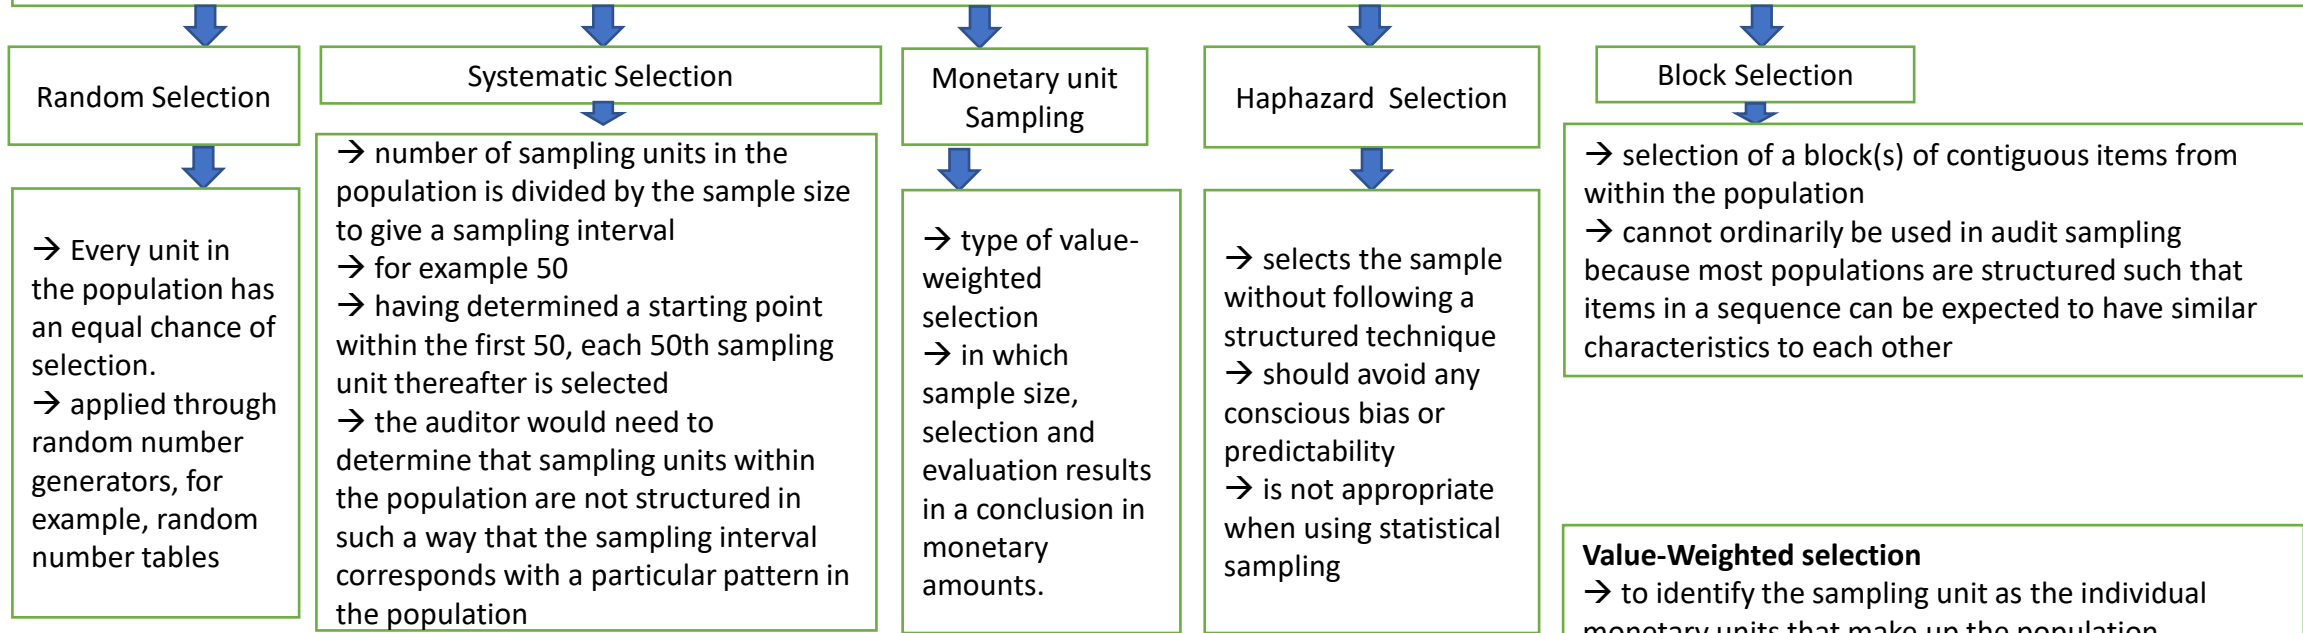 Random Selection
→ Every unit in
the population has
an equal chance of
selection.
→ applied through
random number
generators, for
example, random
number tables
Systematic Selection
→ number of sampling units in the
population is divided by the sample size
to give a sampling interval
→ for example 50
→ having determined a starting point
within the first 50, each 50th sampling
unit thereafter is selected
→ the auditor would need to
determine that sampling units within
the population are not structured in
such a way that the sampling interval
corresponds with a particular pattern in
the population
Monetary unit
Sampling
→ type of value-
weighted
selection
→ in which
sample size,
selection and
evaluation results
in a conclusion in
monetary
amounts.
Haphazard Selection
→ selects the sample
without following a
structured technique
→ should avoid any
conscious bias or
predictability
→ is not appropriate
when using statistical
sampling
Block Selection
→ selection of a block(s) of contiguous items from
within the population
→ cannot ordinarily be used in audit sampling
because most populations are structured such that
items in a sequence can be expected to have similar
characteristics to each other
Value-Weighted selection
→ to identify the sampling unit as the individual
monetary units that make up the population